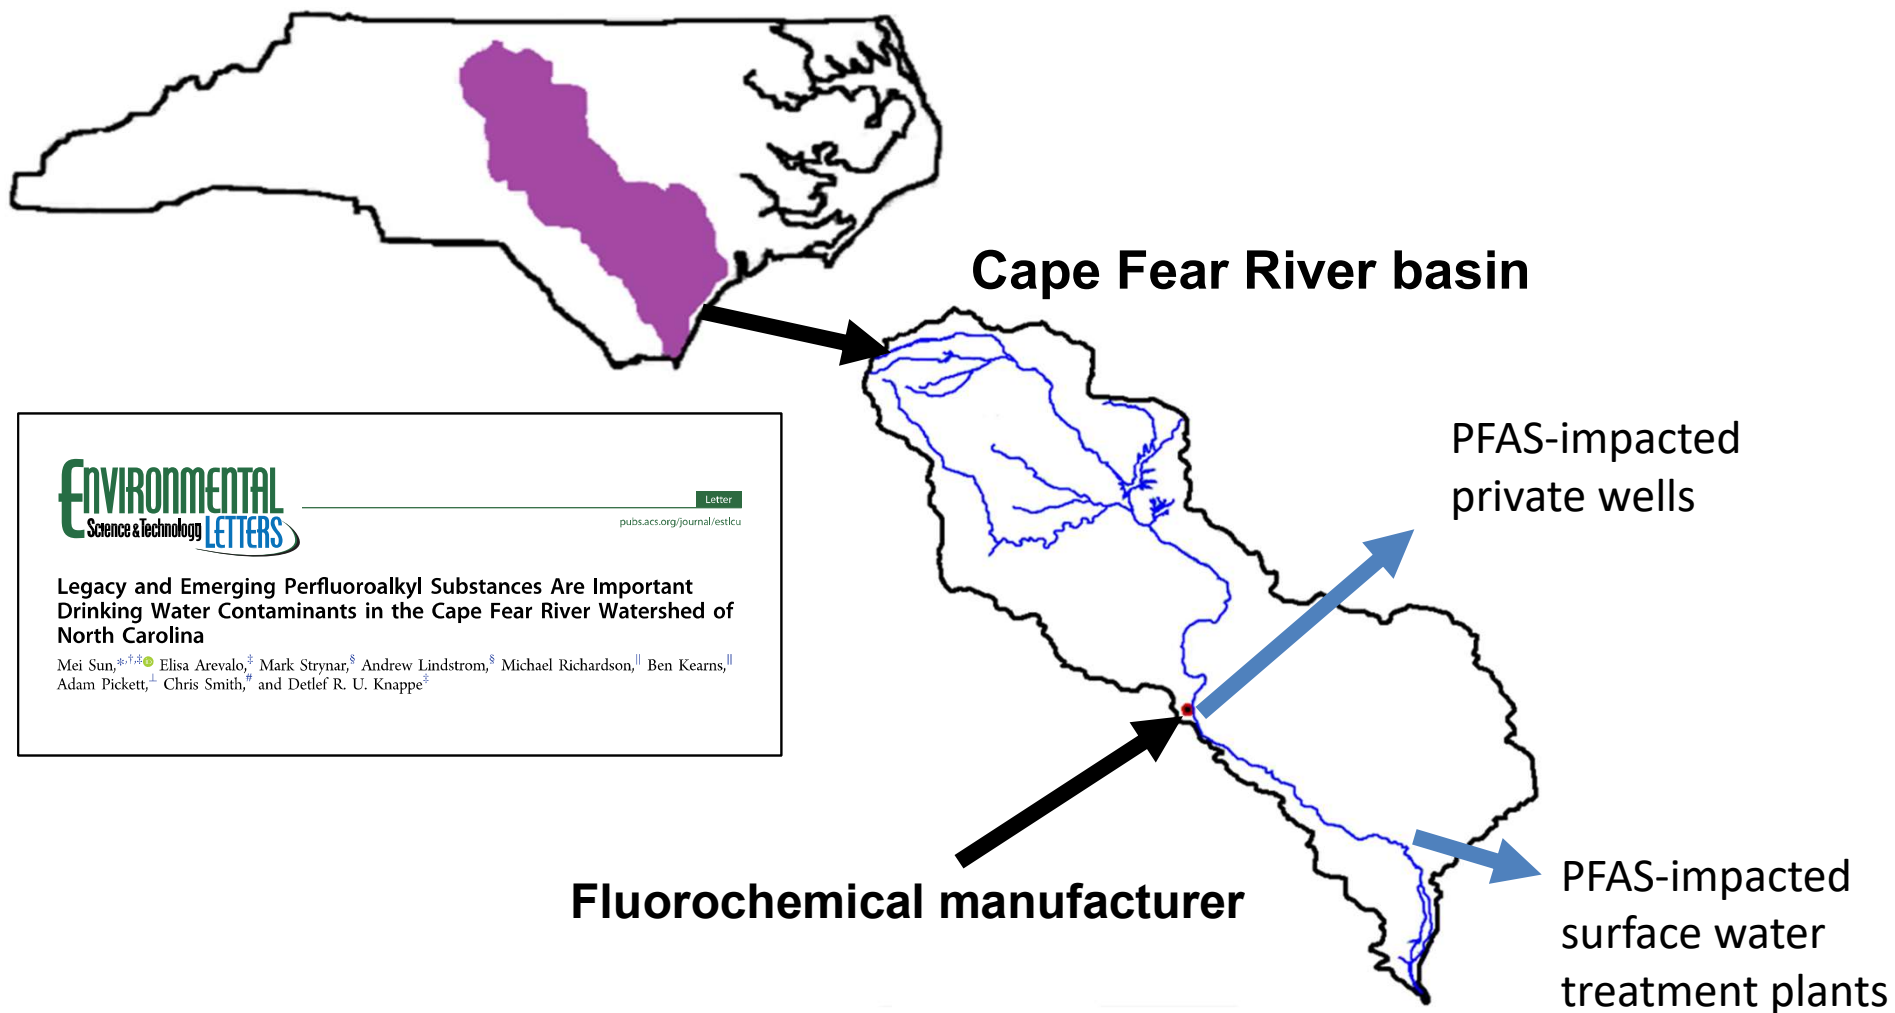 Cape Fear River basin
PFAS-impacted
private wells
ENVIRONMENTAL
Science & Technology LETTERS
Letter
pubs.acs.org/journal/estlcu
Legacy and Emerging Perfluoroalkyl Substances Are Important
Drinking Water Contaminants in the Cape Fear River Watershed of
North Carolina
Mei Sun,*,†,‡ Elisa Arevalo,‡ Mark Strynar,§ Andrew Lindstrom,§ Michael Richardson,∥ Ben Kearns,∥
Adam Pickett,⊥ Chris Smith,# and Detlef R. U. Knappe‡
Fluorochemical manufacturer
PFAS-impacted
surface water
treatment plants